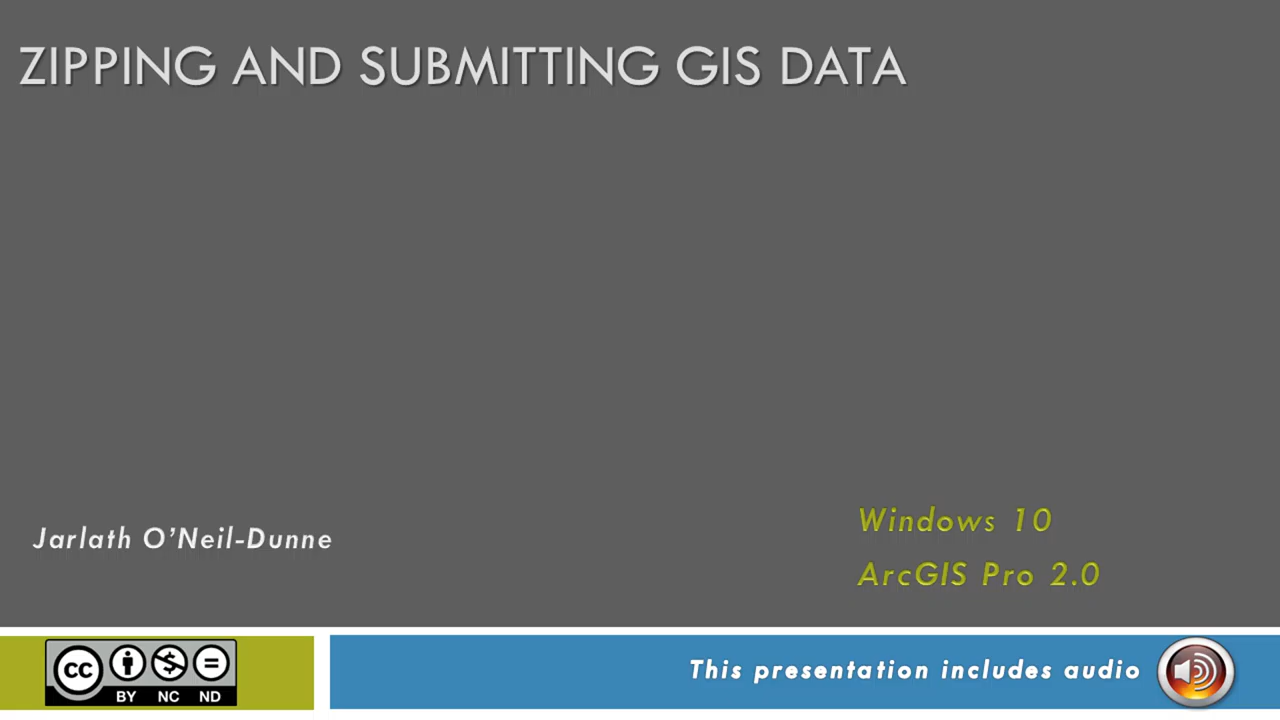 ZIPPING AND SUBMITTING GIS DATA
Jarlath O'Neil-Dunne
Windows 10
ArcGIS Pro 2.0
cc
BY NC ND
This presentation includes audio